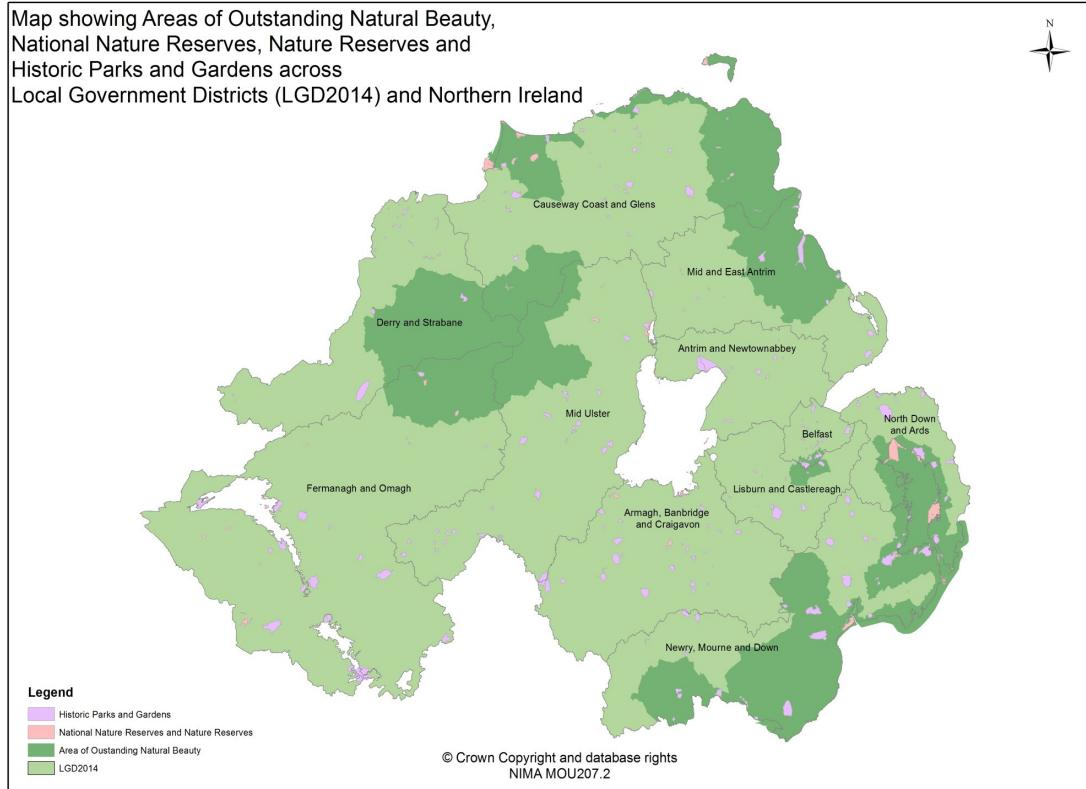 Map showing Areas of Outstanding Natural Beauty,
National Nature Reserves, Nature Reserves and
Historic Parks and Gardens across
Local Government Districts (LGD2014) and Northern Ireland
N
Causeway Coast and Glens
Mid and East Antrim
Derry and Strabane
Antrim and Newtownabbey
Mid Ulster
North Down
and Ards
Belfast
Fermanagh and Omagh
Lisburn and Castlereagh
Armagh, Banbridge
and Craigavon
Newry, Mourne and Down
Legend
Historic Parks and Gardens
National Nature Reserves and Nature Reserves
Area of Oustanding Natural Beauty
LGD2014
© Crown Copyright and database rights
NIMA MOU207.2